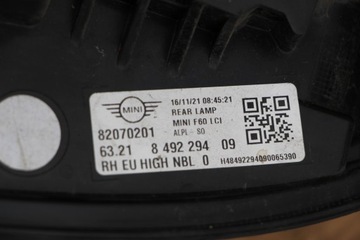 MINI
16/11/21 08:45:21
REAR LAMP
MINI F60 LCI
82070201
ALPL - SO
63.21 8 492 294 09
RH EU HIGH NBL 0
H8492294090065390